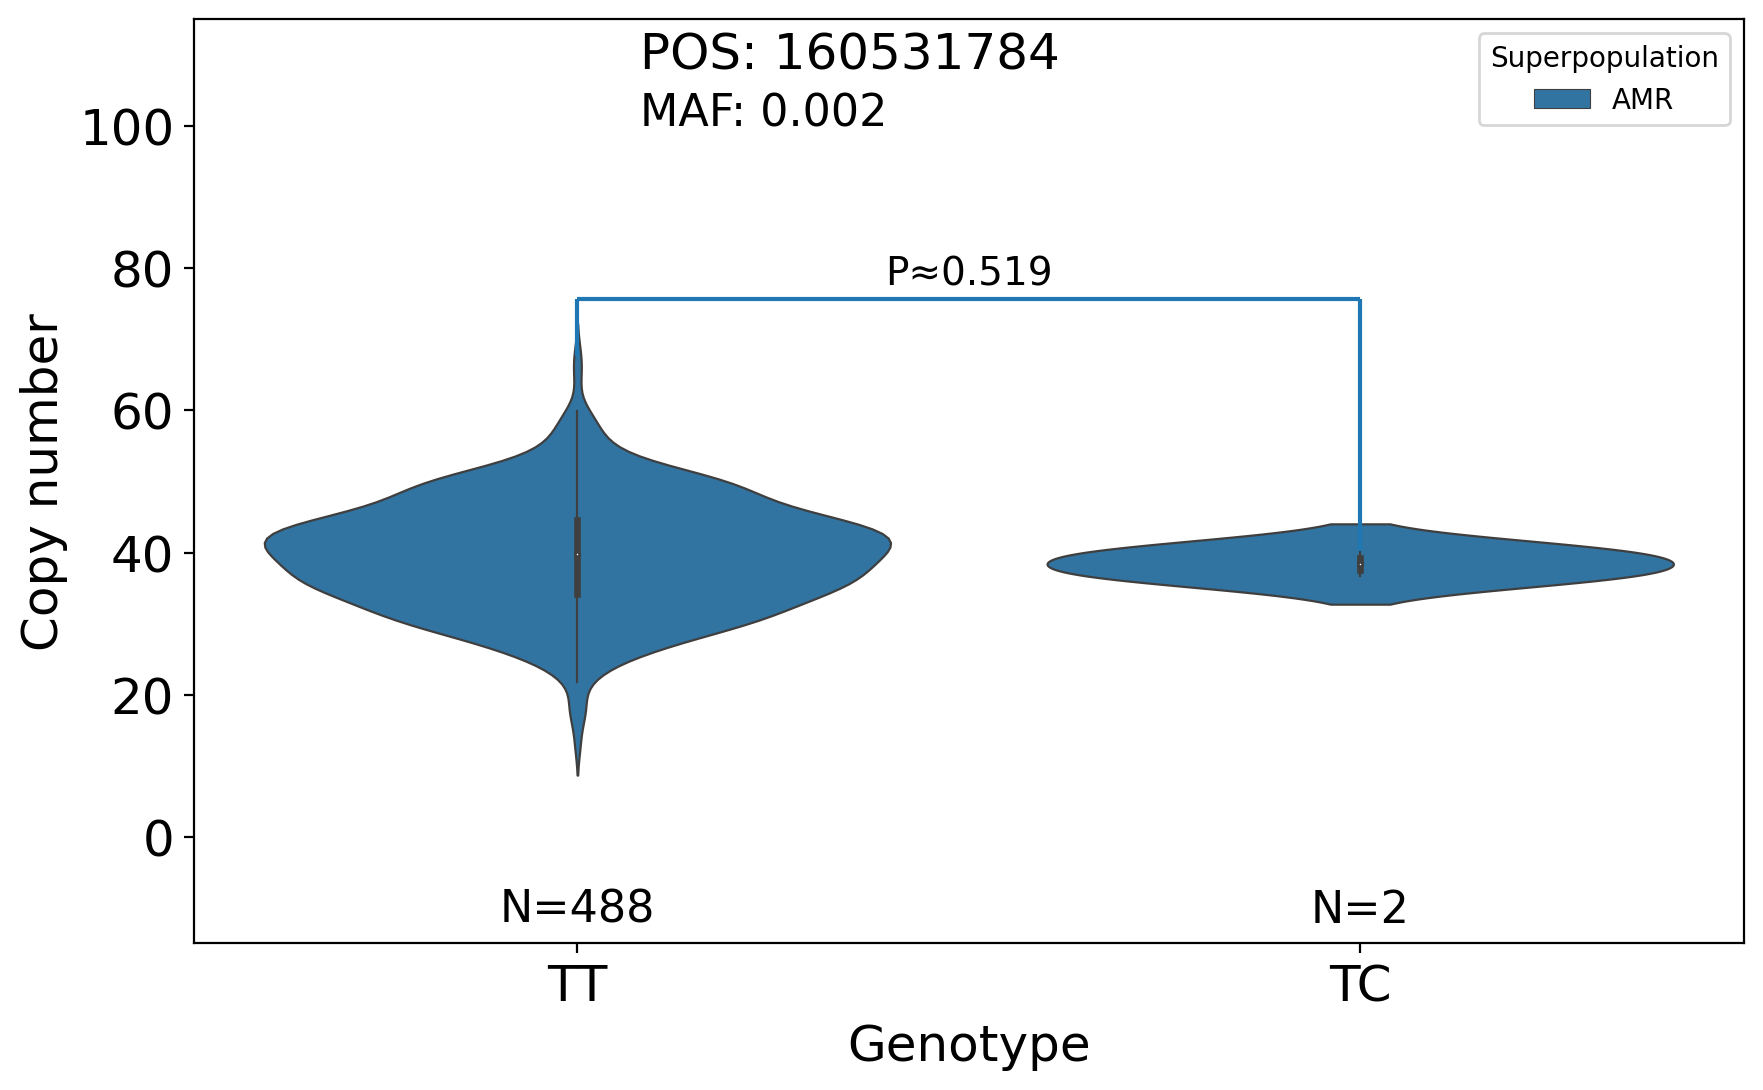 POS: 160531784
MAF: 0.002
Superpopulation
AMR
100
80
60
40
20
0
Copy number
P≈0.519
N=488
N=2
TT
TC
Genotype